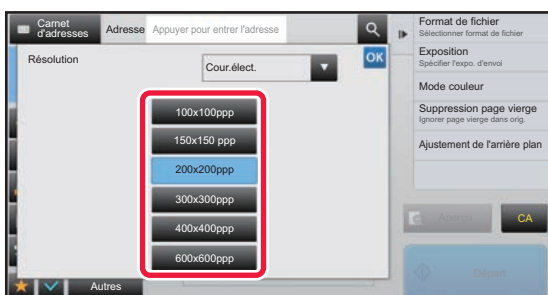 Carnet
d'adresses
Adresse
Appuyer pour entrer l'adresse
Format de fichier
Sélectionner format de fichier
Résolution
Cour.élect.
OK
Exposition
Spécifier l'expo. d'envoi
Mode couleur
100x100ppp
Suppression page vierge
Ignorer page vierge dans orig.
150x150 ppp
Ajustement de l'arrière plan
200x200ppp
300x300ppp
400x400ppp
Aperçu
CA
600x600ppp
Départ
Autres